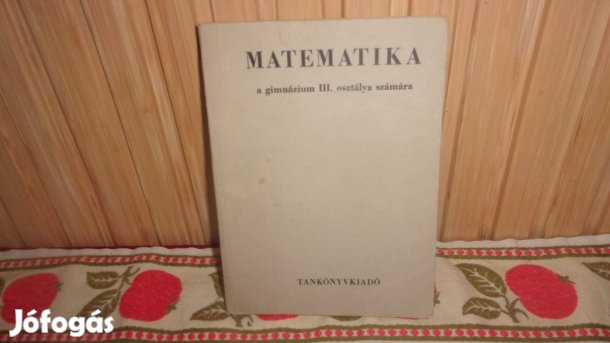 MATEMATIKA
a gimnázium III. osztálya számára
TANKÖNYVKIADÓ
Jófogás